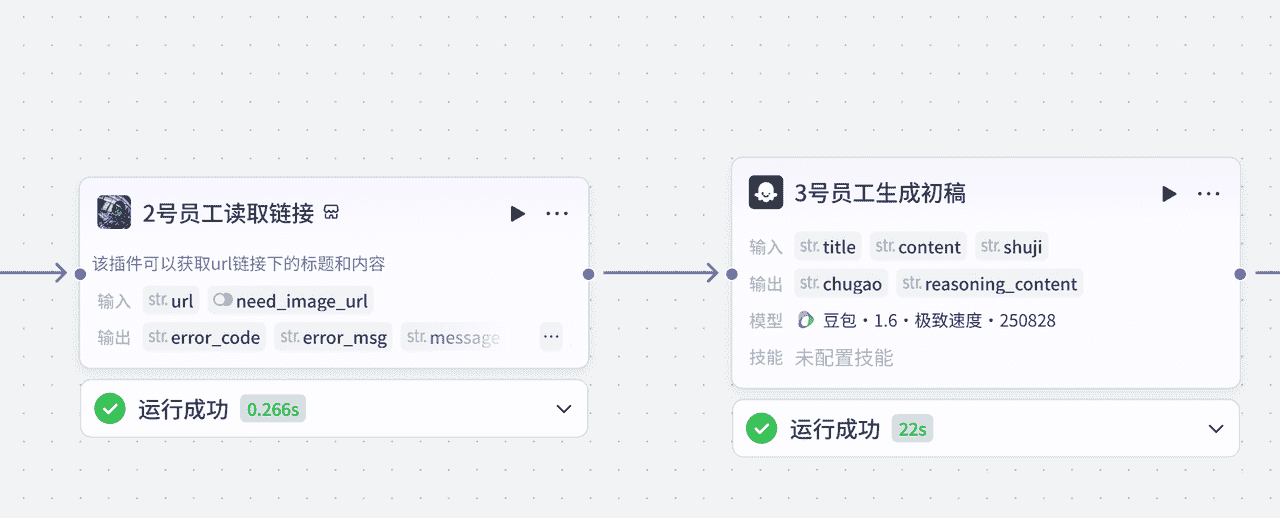 2号员工读取链接
该插件可以获取url链接下的标题和内容
输入 str. url need_image_url
输出 str. error_code str. error_msg str. message ...
运行成功 0.266s
3号员工生成初稿
输入 str. title str. content str. shuji
输出 str. chugao str. reasoning_content
模型 豆包・1.6・极致速度・250828
技能 未配置技能
运行成功 22s